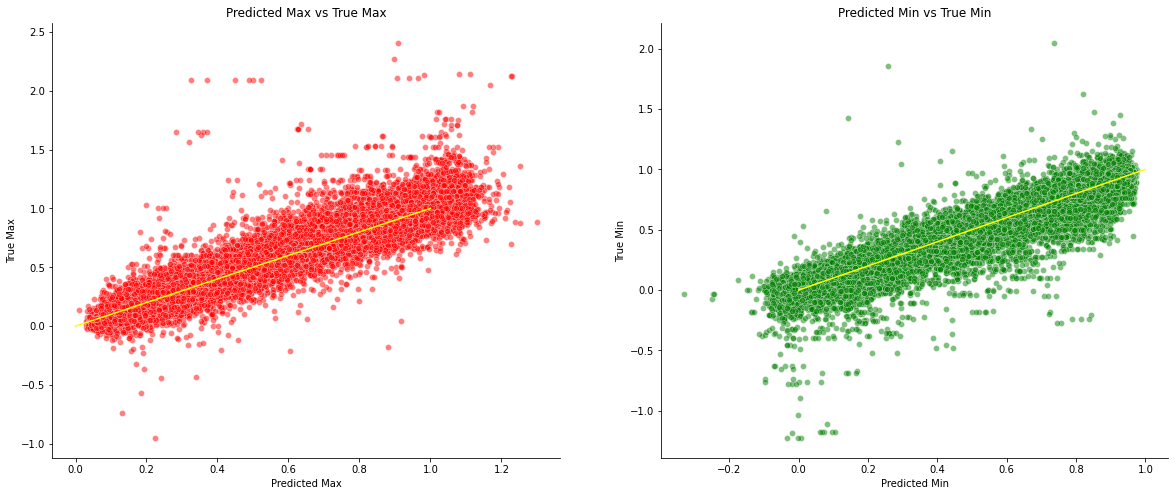 Predicted Max vs True Max
2.5
2.0
1.5
1.0
0.5
0.0
−0.5
−1.0
True Max
0.0 0.2 0.4 0.6 0.8 1.0 1.2
Predicted Max
Predicted Min vs True Min
2.0
1.5
1.0
0.5
0.0
−0.5
−1.0
True Min
−0.2 0.0 0.2 0.4 0.6 0.8 1.0
Predicted Min